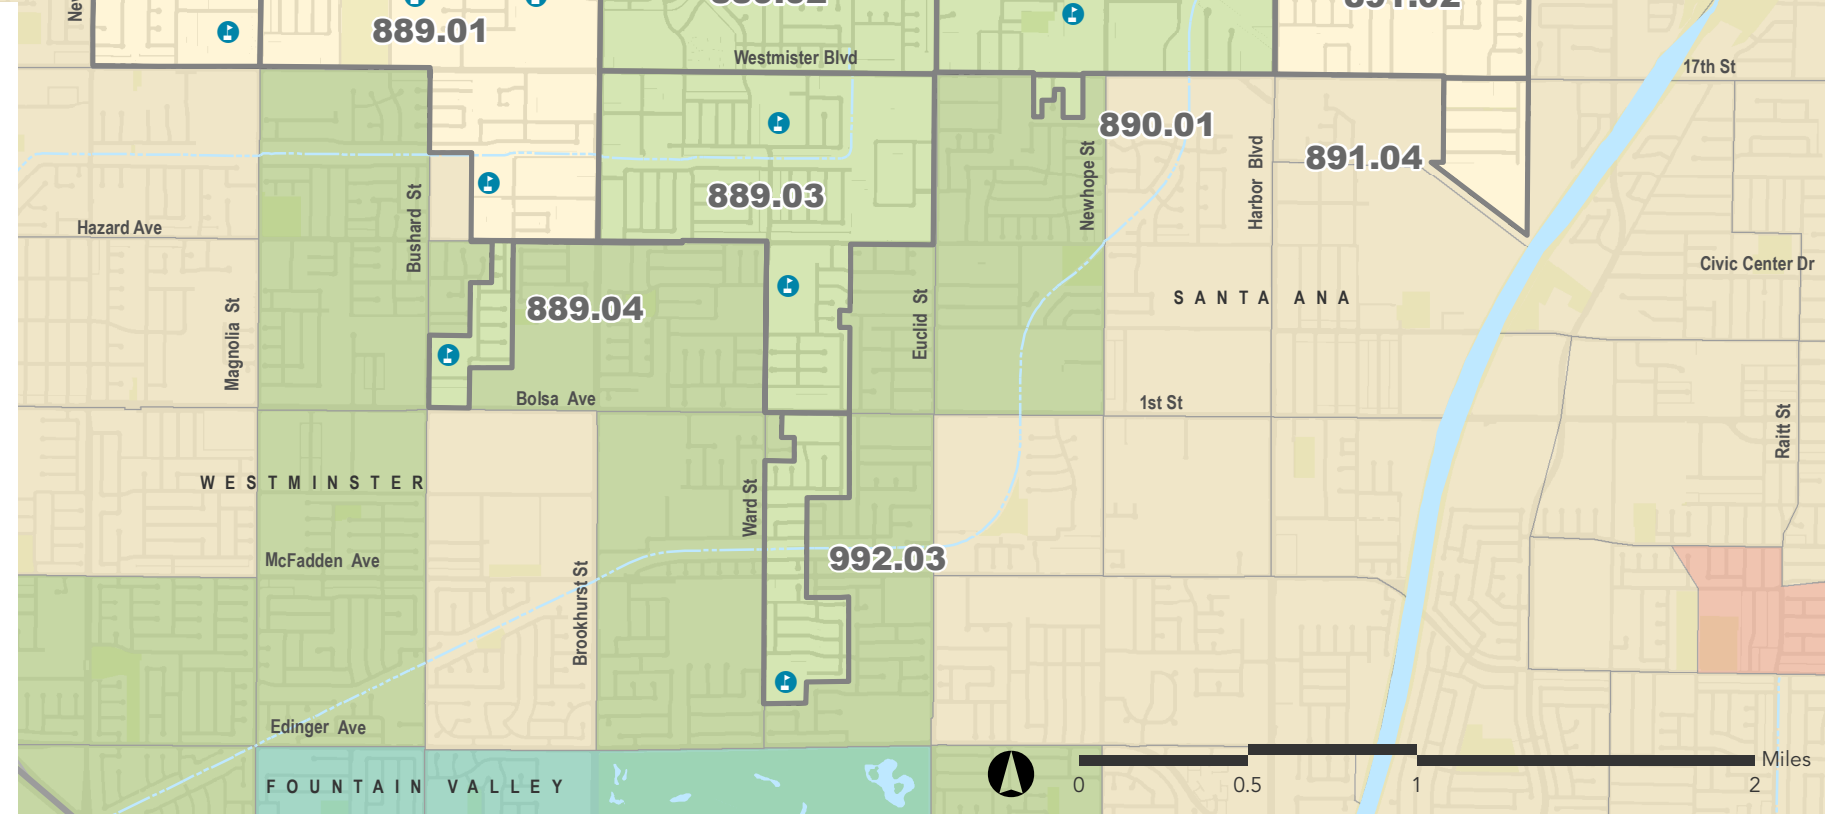 889.01
Westmister Blvd
17th St
890.01
891.04
889.03
Newhope St
Harbor Blvd
Hazard Ave
Bushard St
Civic Center Dr
SANTA ANA
889.04
Magnolia St
Euclid St
Bolsa Ave
1st St
Raitt St
WESTMINSTER
Ward St
McFadden Ave
992.03
Brookhurst St
Edinger Ave
FOUNTAIN VALLEY
Miles
0 0.5 1 2